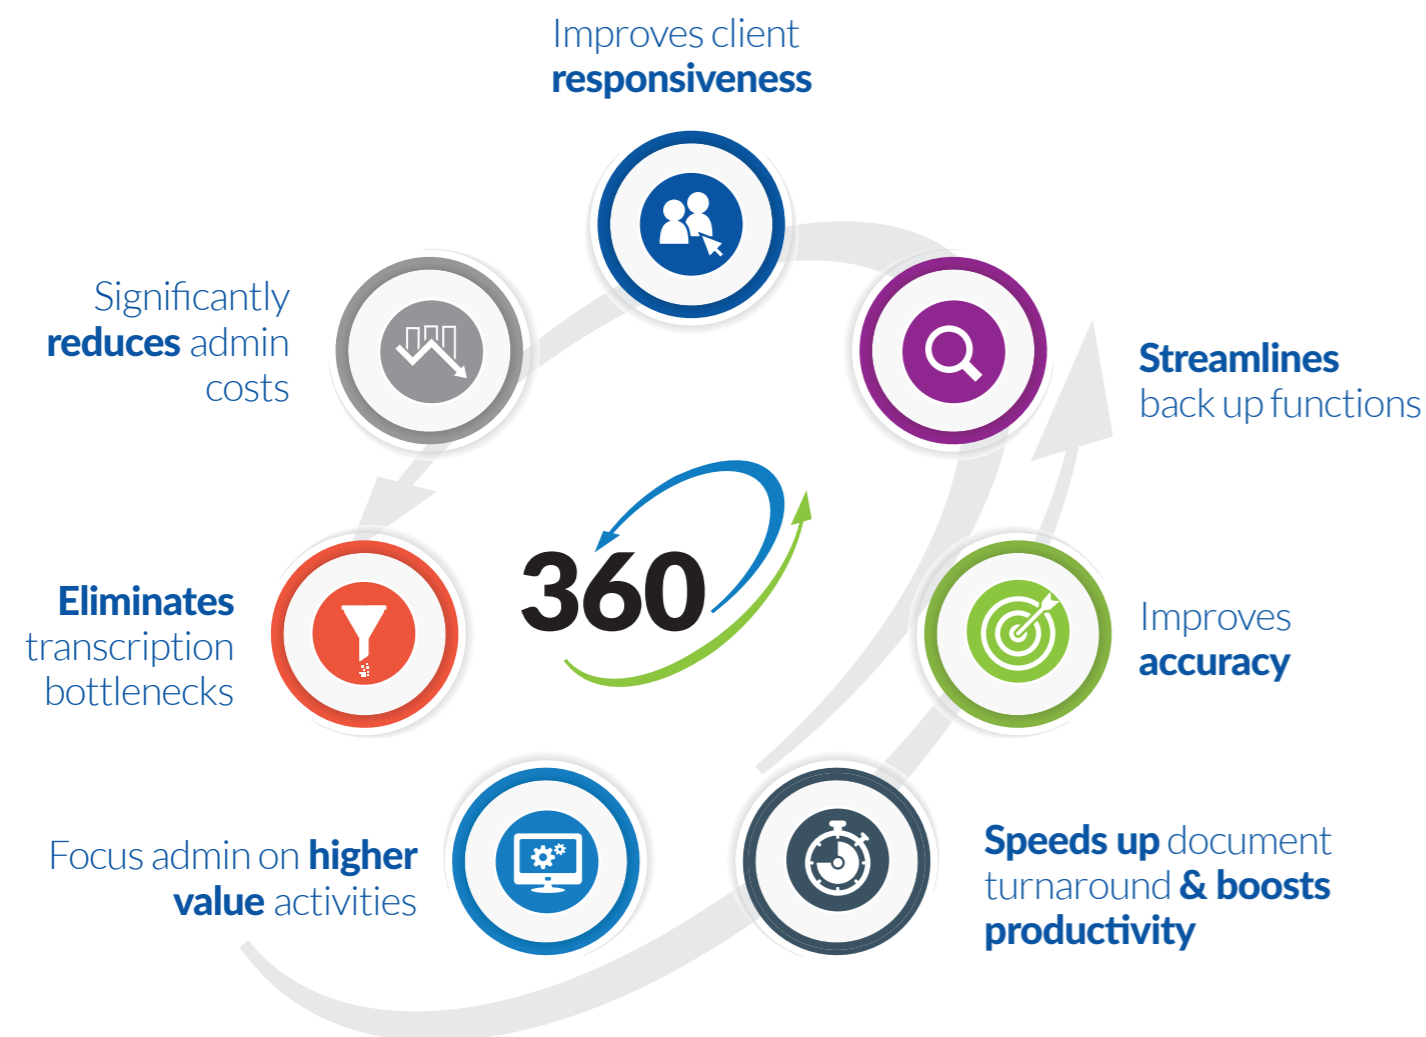 Improves client
responsiveness
Significantly
reduces admin
costs
Streamlines
back up functions
360
Eliminates
transcription
bottlenecks
Improves
accuracy
Focus admin on higher
value activities
Speeds up document
turnaround & boosts
productivity